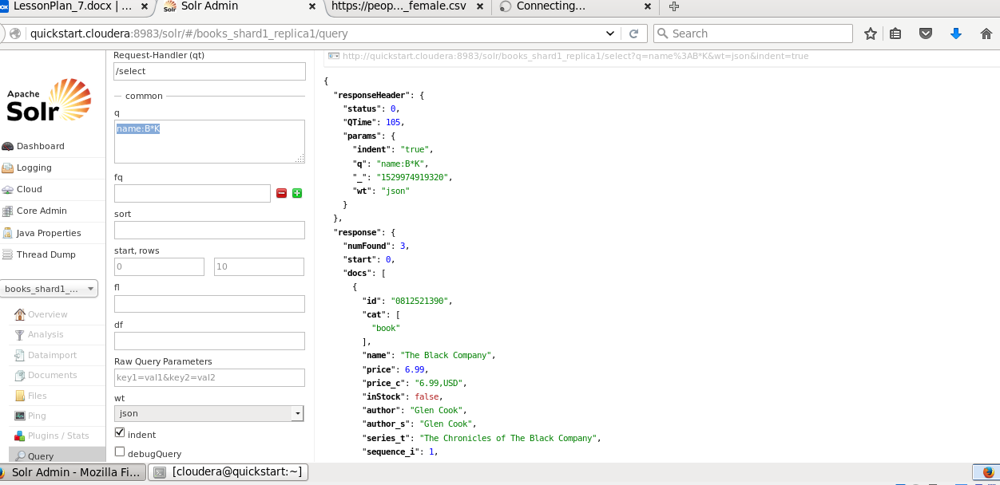 LessonPlan_7.docx | ...
Solr Admin
https://peop..._female.csv
Connecting...
quickstart.cloudera:8983/solr/#/books_shard1_replica1/query
Search
Apache
Solr
Dashboard
Logging
Cloud
Core Admin
Java Properties
Thread Dump
books_shard1_...
Overview
Analysis
Dataimport
Documents
Files
Ping
Plugins / Stats
Query
Request-Handler (qt)
/select
common
q
name:B*K
fq
sort
start, rows
0
10
fl
df
Raw Query Parameters
key1=val1&key2=val2
wt
json
indent
debugQuery
http://quickstart.cloudera:8983/solr/books_shard1_replica1/select?q=name%3AB*K&wt=json&indent=true
{
"responseHeader": {
"status": 0,
"QTime": 105,
"params": {
"indent": "true",
"q": "name:B*K",
"_": "1529974919320",
"wt": "json"
}
},
"response": {
"numFound": 3,
"start": 0,
"docs": [
{
"id": "0812521390",
"cat": [
"book"
],
"name": "The Black Company",
"price": 6.99,
"price_c": "6.99,USD",
"inStock": false,
"author": "Glen Cook",
"author_s": "Glen Cook",
"series_t": "The Chronicles of The Black Company",
"sequence_i": 1,
Solr Admin - Mozilla Fi...
[cloudera@quickstart:~]